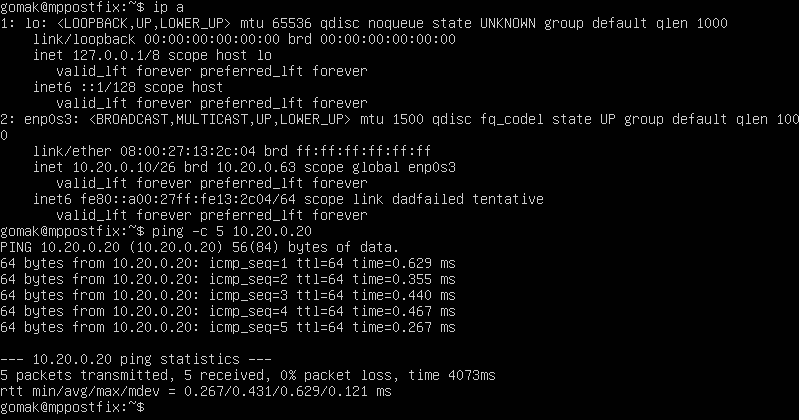 gomak@mppostfix:~$ ip a
1: lo: <LOOPBACK,UP,LOWER_UP> mtu 65536 qdisc noqueue state UNKNOWN group default qlen 1000
    link/loopback 00:00:00:00:00:00 brd 00:00:00:00:00:00
    inet 127.0.0.1/8 scope host lo
       valid_lft forever preferred_lft forever
    inet6 ::1/128 scope host
       valid_lft forever preferred_lft forever
2: enp0s3: <BROADCAST,MULTICAST,UP,LOWER_UP> mtu 1500 qdisc fq_codel state UP group default qlen 100
0
    link/ether 08:00:27:13:2c:04 brd ff:ff:ff:ff:ff:ff
    inet 10.20.0.10/26 brd 10.20.0.63 scope global enp0s3
       valid_lft forever preferred_lft forever
    inet6 fe80::a00:27ff:fe13:2c04/64 scope link dadfailed tentative
       valid_lft forever preferred_lft forever
gomak@mppostfix:~$ ping -c 5 10.20.0.20
PING 10.20.0.20 (10.20.0.20) 56(84) bytes of data.
64 bytes from 10.20.0.20: icmp_seq=1 ttl=64 time=0.629 ms
64 bytes from 10.20.0.20: icmp_seq=2 ttl=64 time=0.355 ms
64 bytes from 10.20.0.20: icmp_seq=3 ttl=64 time=0.440 ms
64 bytes from 10.20.0.20: icmp_seq=4 ttl=64 time=0.467 ms
64 bytes from 10.20.0.20: icmp_seq=5 ttl=64 time=0.267 ms

--- 10.20.0.20 ping statistics ---
5 packets transmitted, 5 received, 0% packet loss, time 4073ms
rtt min/avg/max/mdev = 0.267/0.431/0.629/0.121 ms
gomak@mppostfix:~$